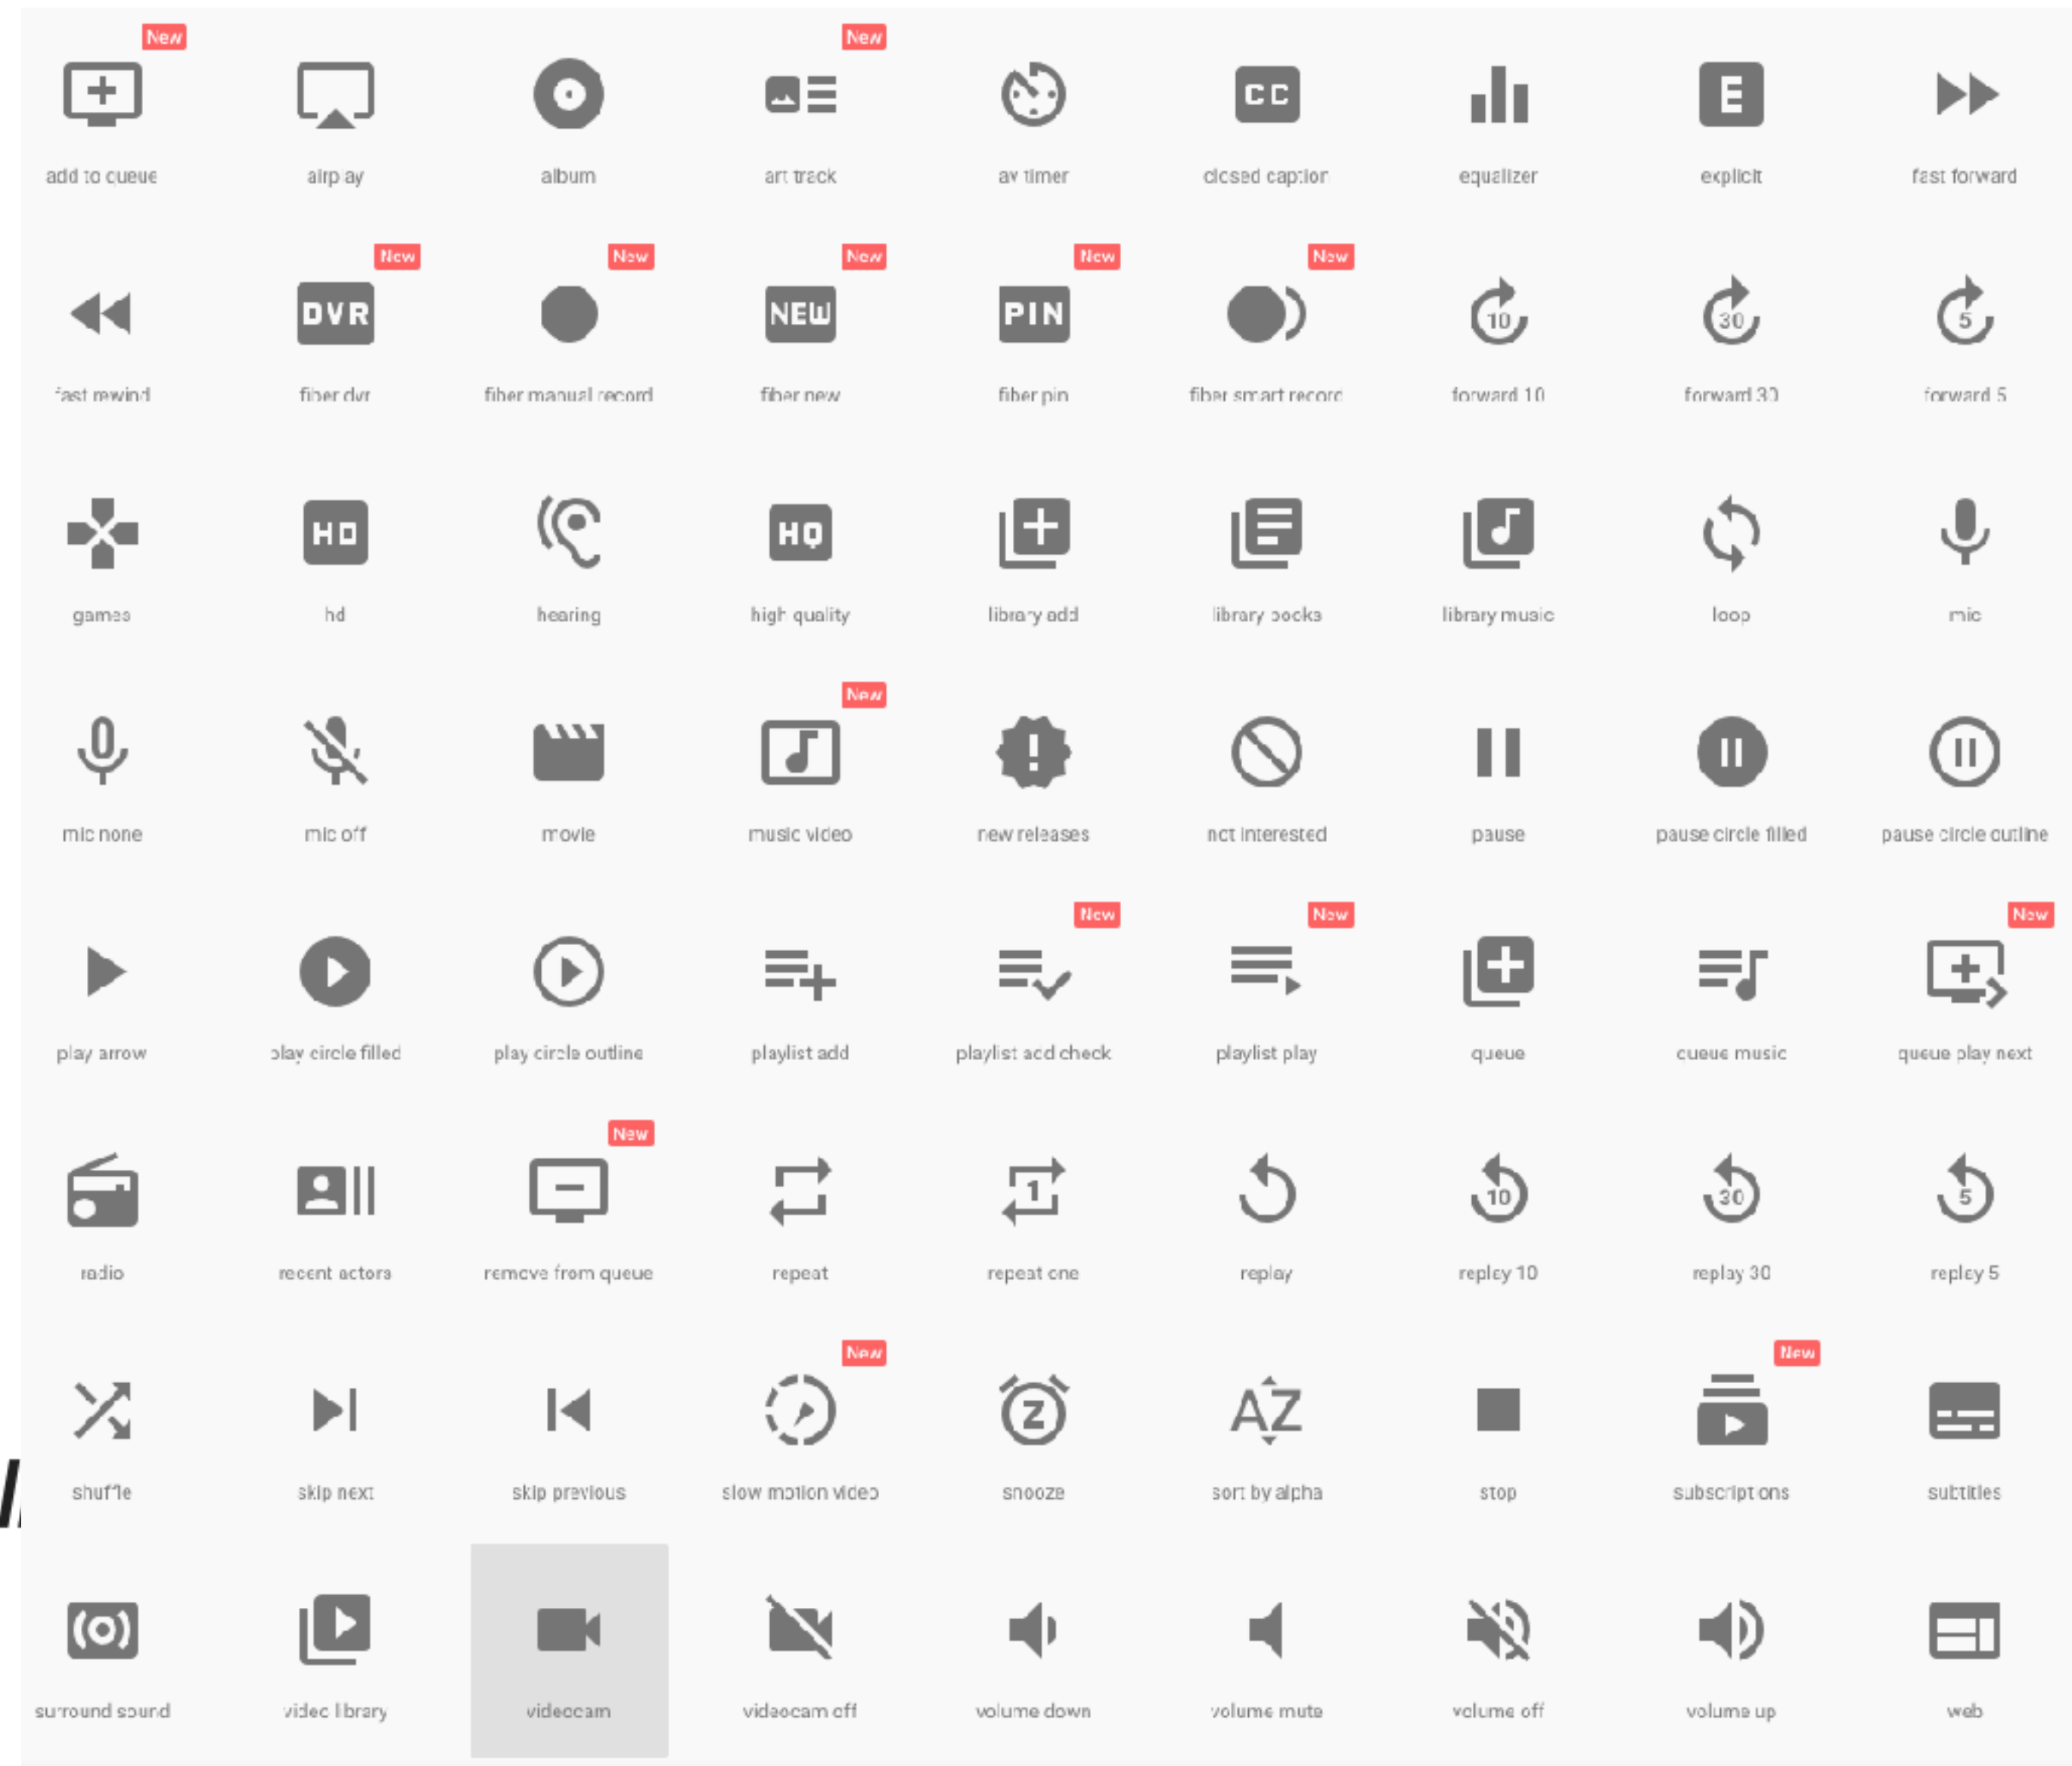 New New
CC E
add to queue airplay album art track av timer closed caption equalizer explicit fast forward
New New New New New
DVR NEW PIN 10 30 5
fast rewind fiber dvr fiber manual record fiber new fiber pin fiber smart record forward 10 forward 30 forward 5
HD HQ
games hd hearing high quality library add library books library music loop mic
New
mic none mic off movie music video new releases not interested pause pause circle filled pause circle outline
New New New
play arrow play circle filled play circle outline playlist add playlist add check playlist play queue queue music queue play next
New
1 10 30 5
radio recent actors remove from queue repeat repeat one replay replay 10 replay 30 replay 5
New New
Z AZ
shuffle skip next skip previous slow motion video snooze sort by alpha stop subscriptions subtitles
surround sound video library videocam videocam off volume down volume mute volume off volume up web